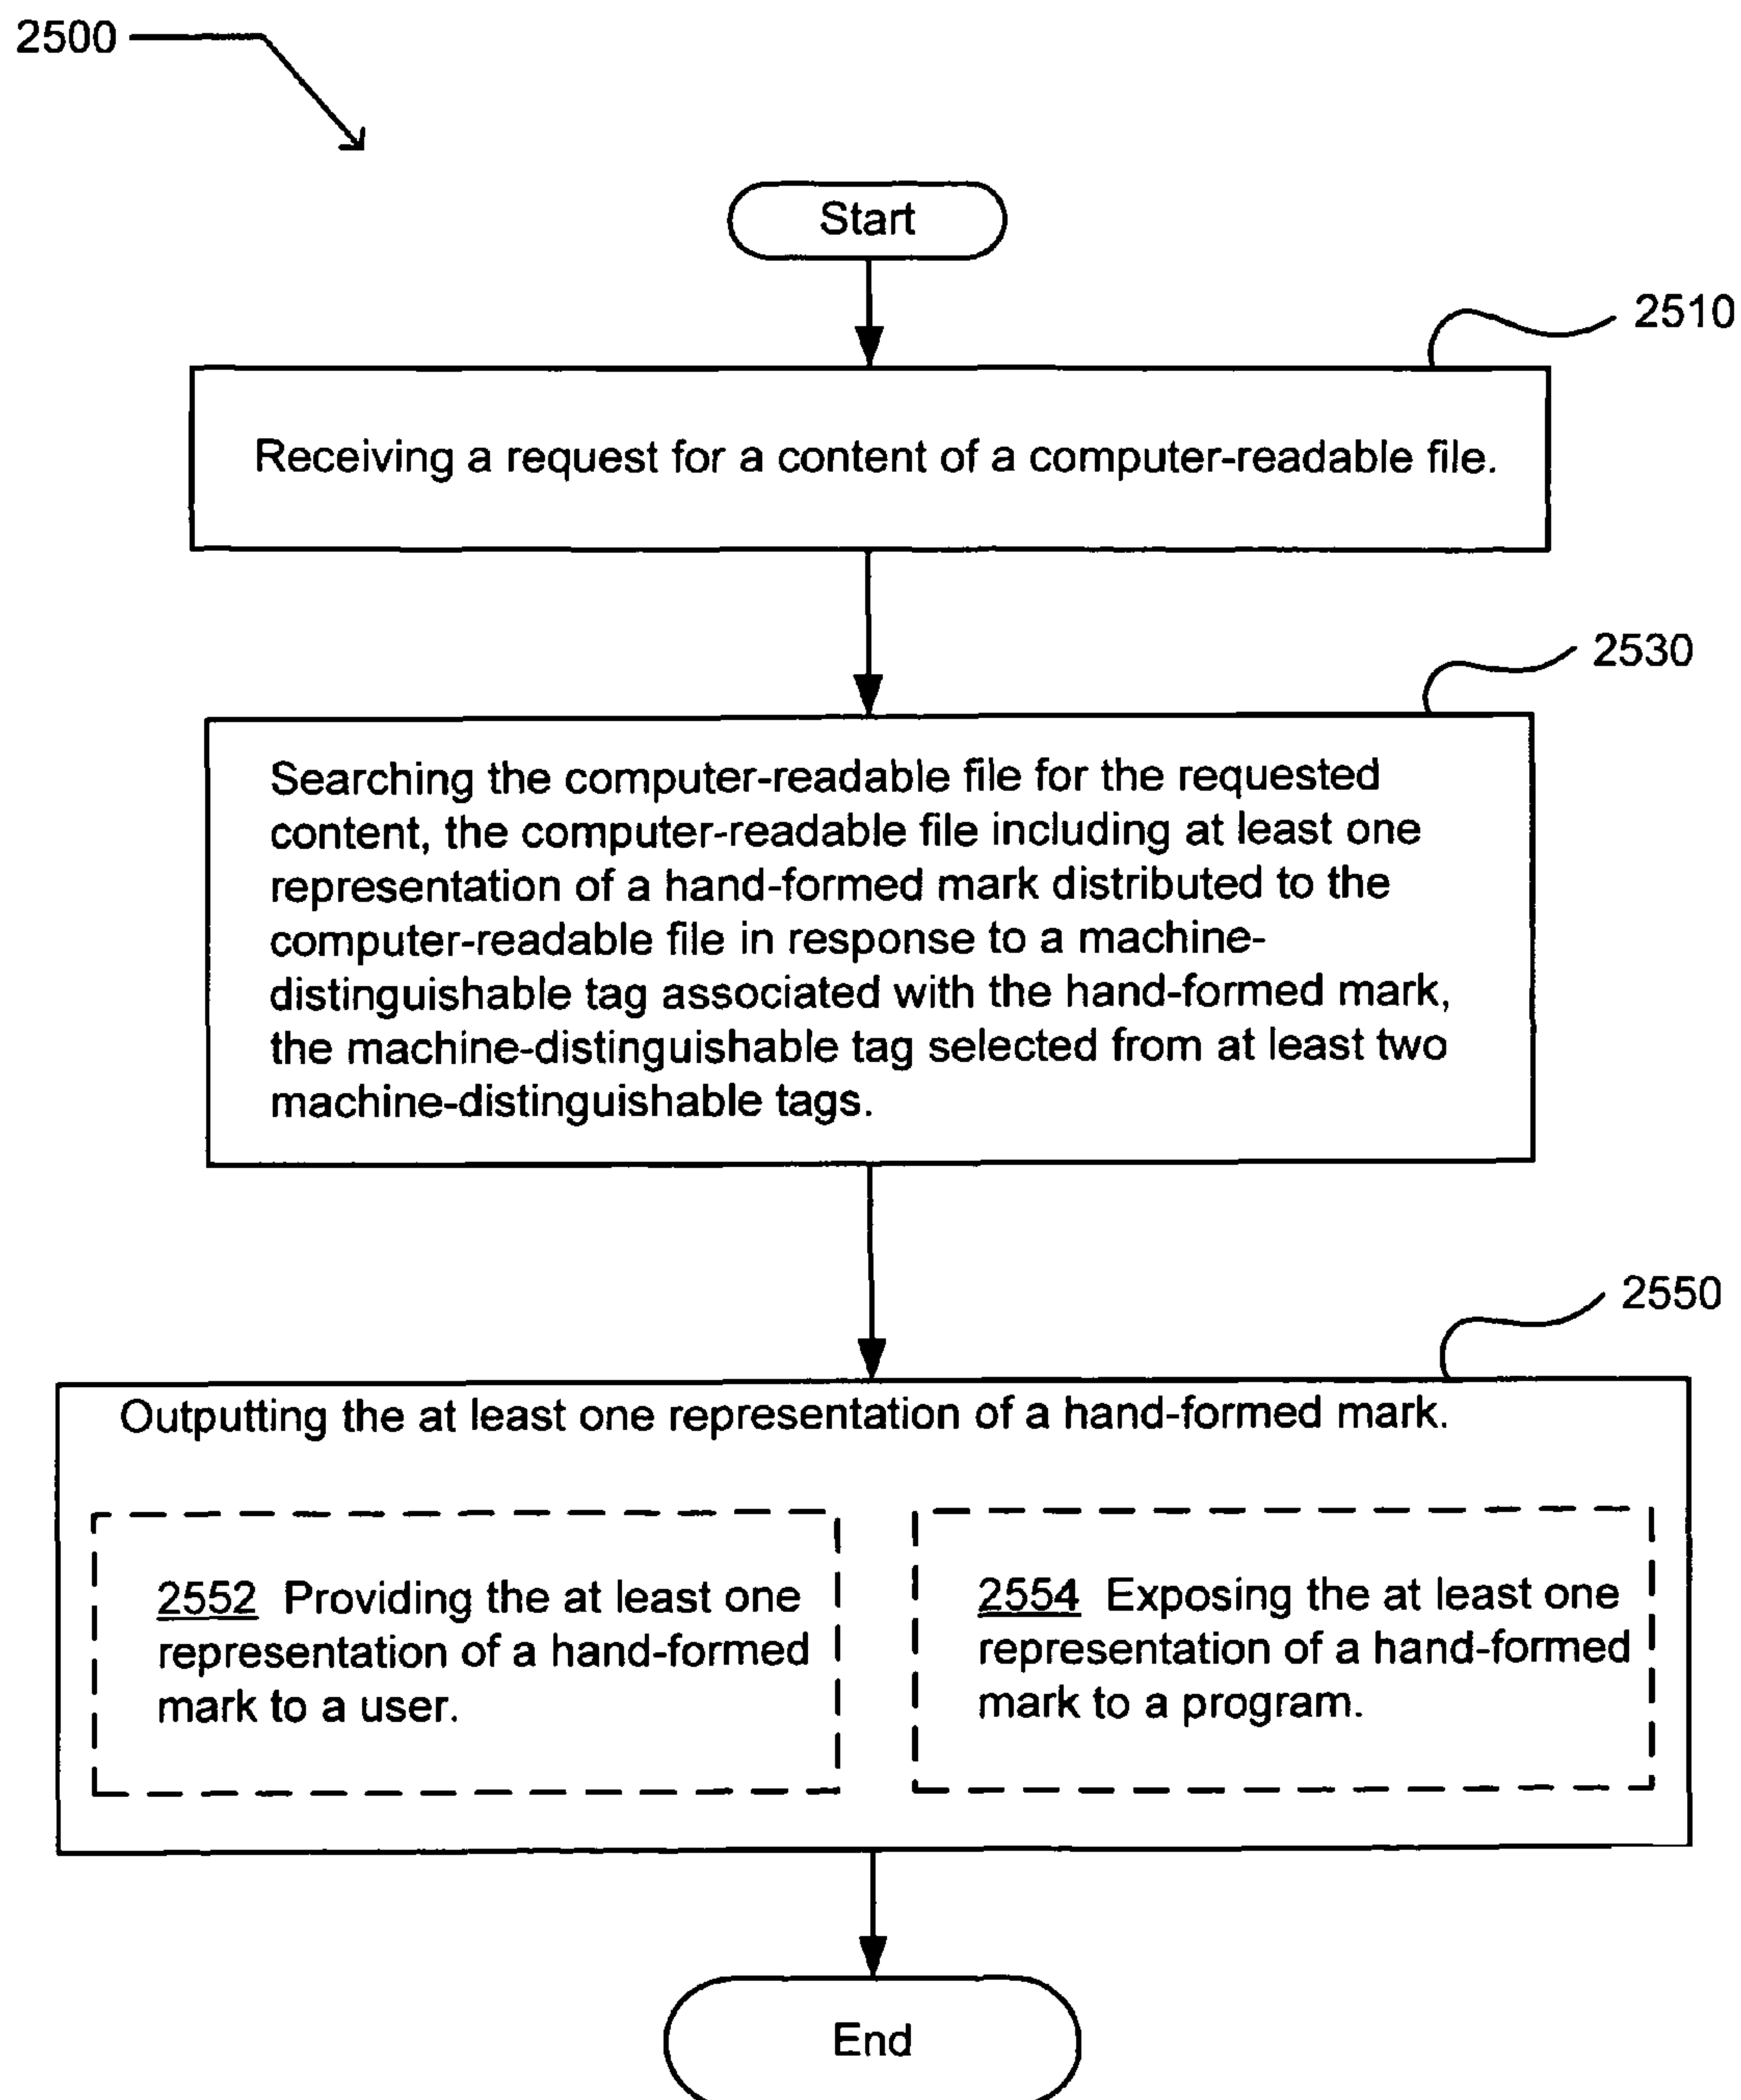 2500
Start
2510
Receiving a request for a content of a computer-readable file.
2530
Searching the computer-readable file for the requested
content, the computer-readable file including at least one
representation of a hand-formed mark distributed to the
computer-readable file in response to a machine-
distinguishable tag associated with the hand-formed mark,
the machine-distinguishable tag selected from at least two
machine-distinguishable tags.
2550
Outputting the at least one representation of a hand-formed mark.
2552 Providing the at least one
representation of a hand-formed
mark to a user.
2554 Exposing the at least one
representation of a hand-formed
mark to a program.
End